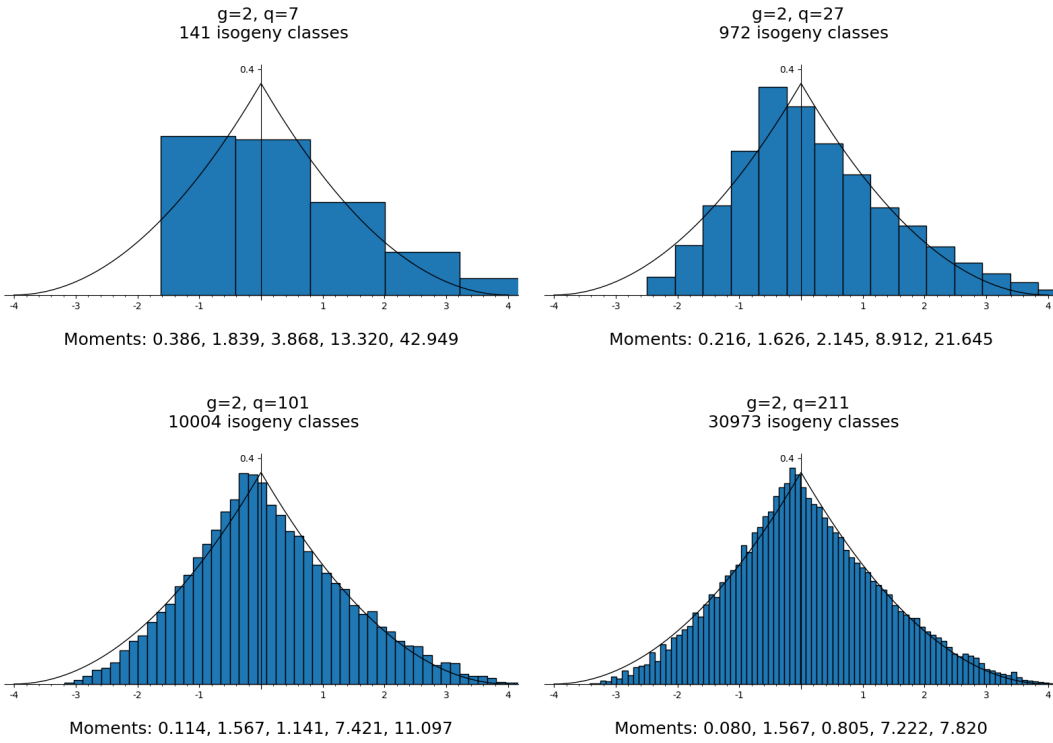 g=2, q=7
141 isogeny classes
0.4
-4 -3 -1 1 2 3 4
Moments: 0.386, 1.839, 3.868, 13.320, 42.949
g=2, q=27
972 isogeny classes
0.4
-4 -2 -1 1 2 3 4
Moments: 0.216, 1.626, 2.145, 8.912, 21.645
g=2, q=101
10004 isogeny classes
0.4
-4 -3 -1 1 2 3 4
Moments: 0.114, 1.567, 1.141, 7.421, 11.097
g=2, q=211
30973 isogeny classes
0.4
-4 -2 -1 1 2 3 4
Moments: 0.080, 1.567, 0.805, 7.222, 7.820